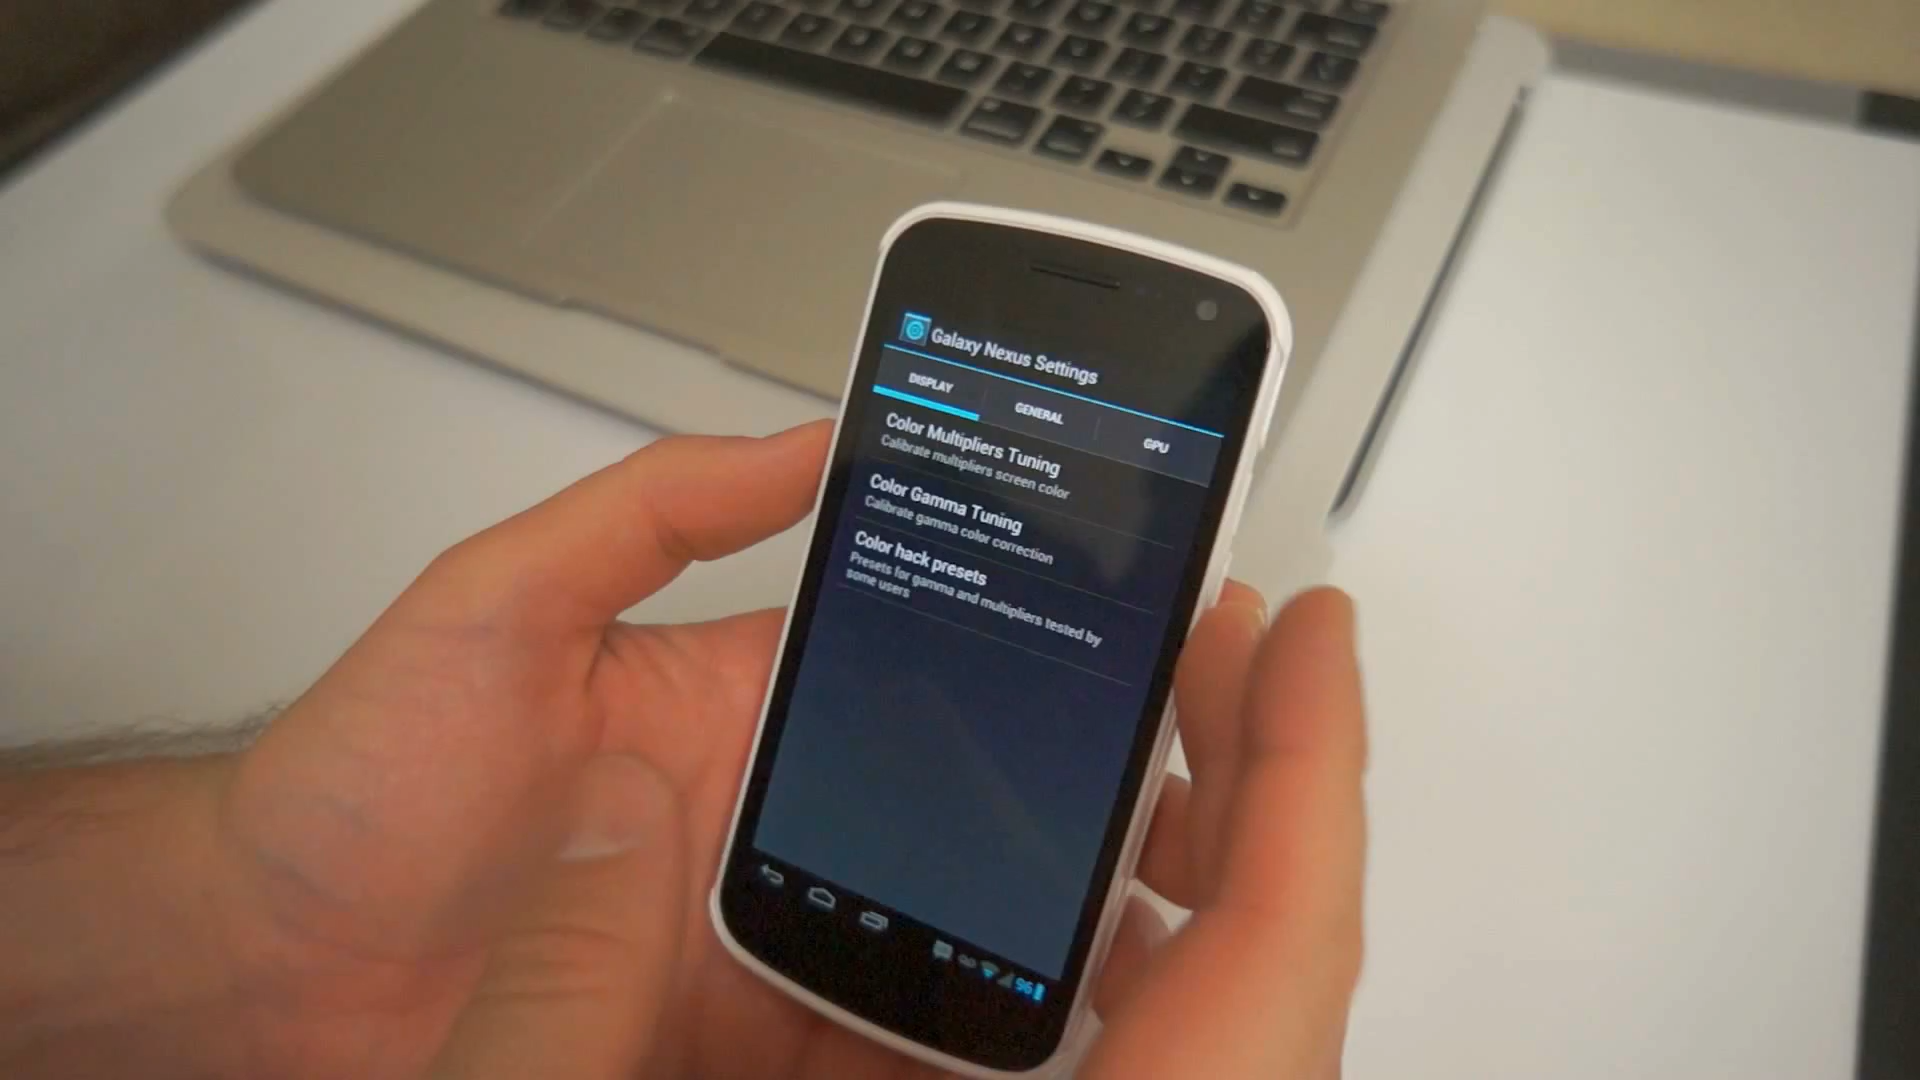 Galaxy Nexus Settings
DISPLAY
GENERAL
GPU
Color Multipliers Tuning
Calibrate multipliers screen color
Color Gamma Tuning
Calibrate gamma color correction
Color hack presets
Presets for gamma and multipliers tested by
some users
96